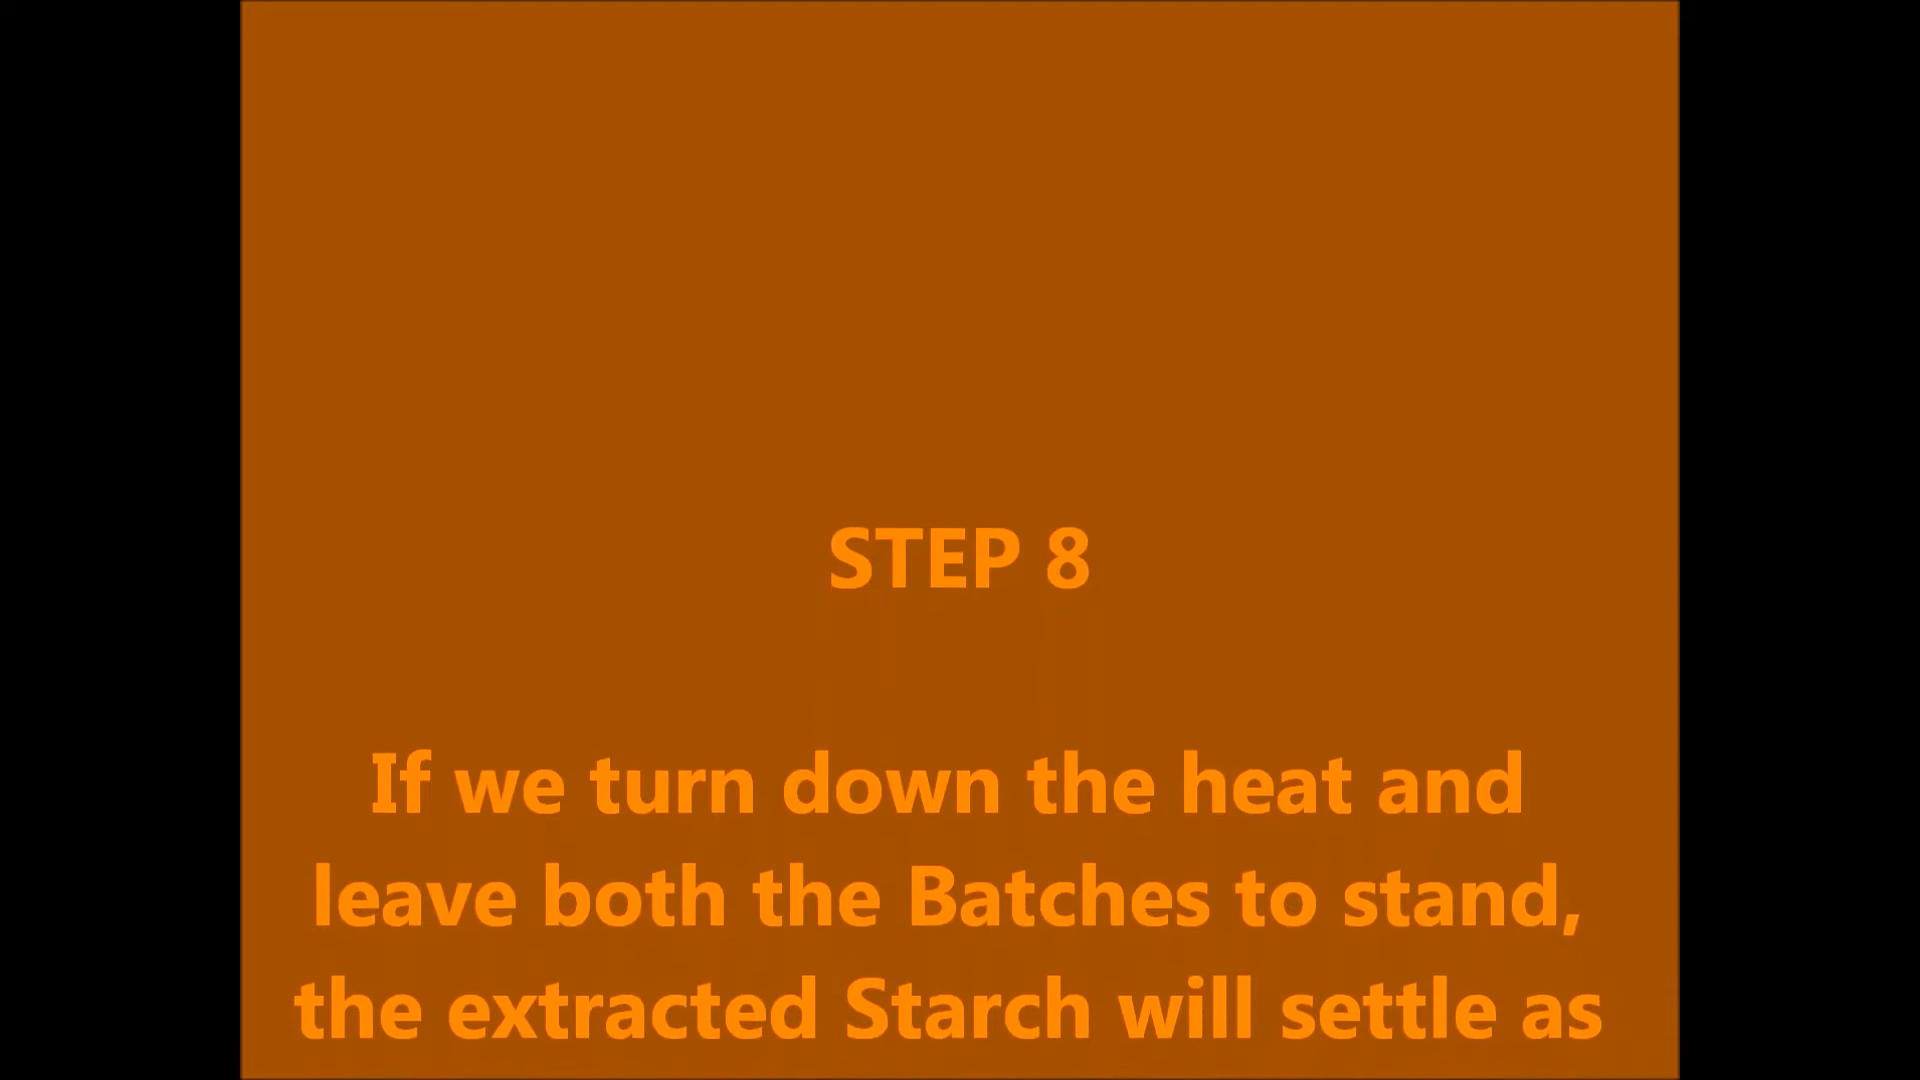 STEP 8
If we turn down the heat and
leave both the Batches to stand,
the extracted Starch will settle as